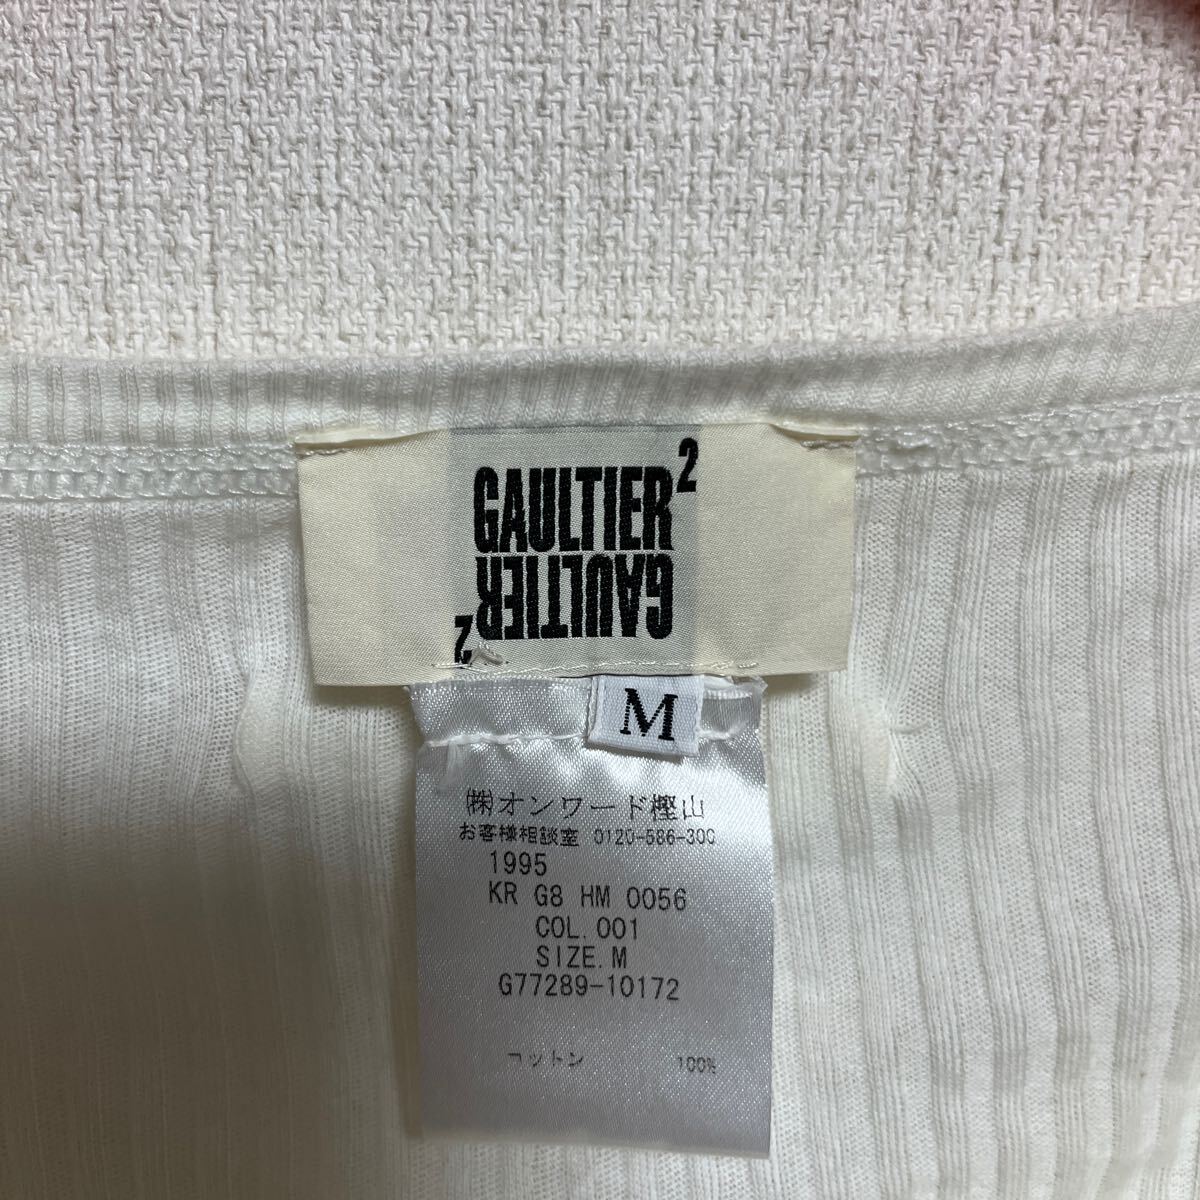 GAULTIER²
GAULTIER²
M
㈱オンワード樫山
お客様相談室 0120-586-300
1995
KR G8 HM 0056
COL.001
SIZE.M
G77289-10172
コットン 100%